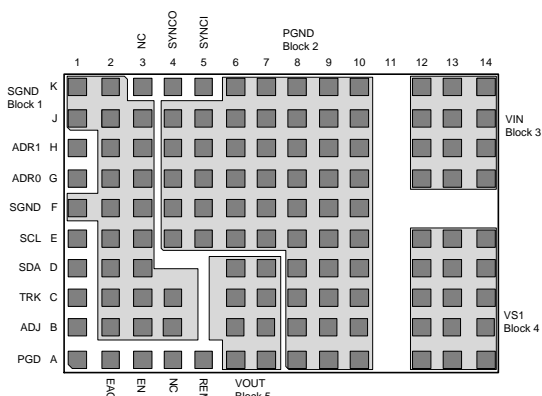 NC
SYNCO
SYNCI
PGND
Block 2
1 2 3 4 5 6 7 8 9 10 11 12 13 14
SGND
Block 1
K
J
ADR1 H
ADR0 G
SGND F
SCL E
SDA D
TRK C
ADJ B
PGD A
VIN
Block 3
VS1
Block 4
EN
NC
VOUT
Block 5